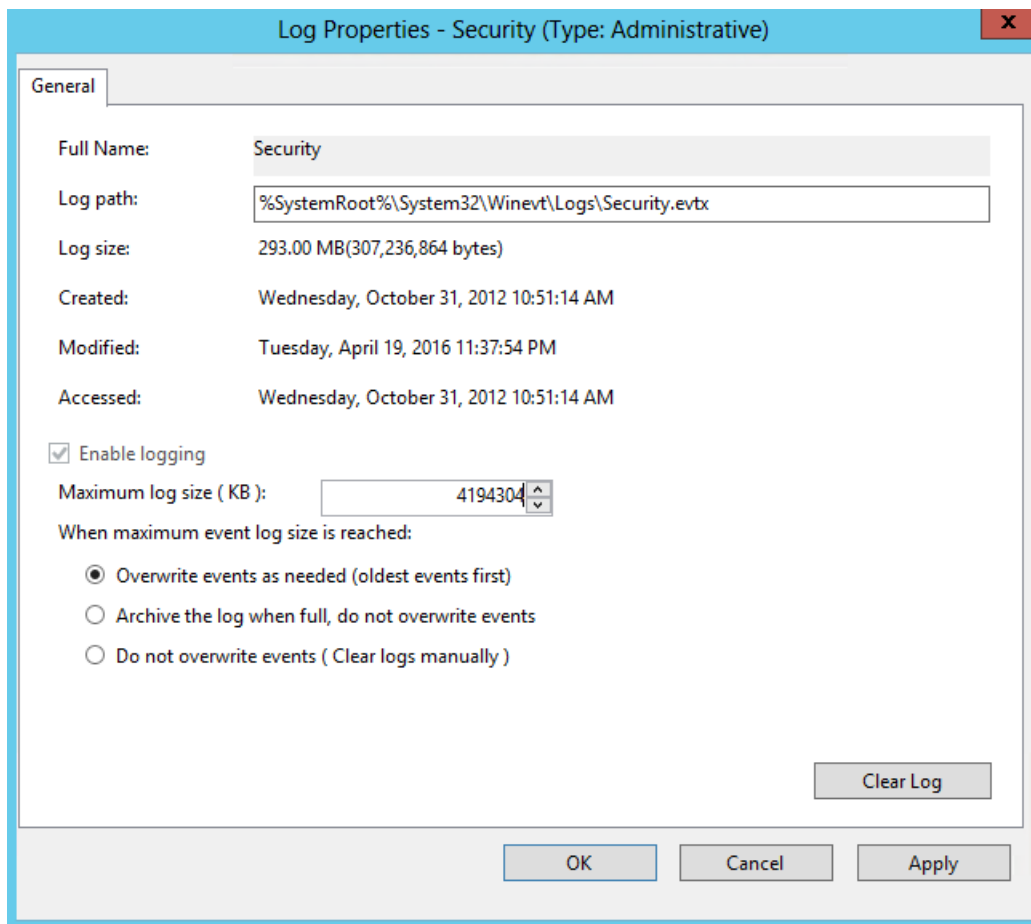 Log Properties - Security (Type: Administrative)
x
General
Full Name: Security
Log path: %SystemRoot%\System32\Winevt\Logs\Security.evtx
Log size: 293.00 MB(307,236,864 bytes)
Created: Wednesday, October 31, 2012 10:51:14 AM
Modified: Tuesday, April 19, 2016 11:37:54 PM
Accessed: Wednesday, October 31, 2012 10:51:14 AM
Enable logging
Maximum log size ( KB ): 4194304
When maximum event log size is reached:
Overwrite events as needed (oldest events first)
Archive the log when full, do not overwrite events
Do not overwrite events ( Clear logs manually )
Clear Log
OK Cancel Apply